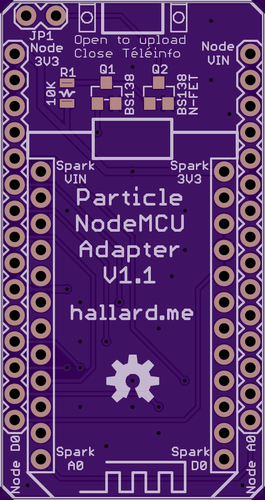 JP1
Open to upload
Close Téléinfo
Node
3V3
Node
VIN
R1
10K
Q1
BS138
Q2
BS138
N-FET
Spark
VIN
Spark
3V3
Particle
NodeMCU
Adapter
V1.1
hallard.me
Spark
A0
Spark
D0
Node D0
Node A0